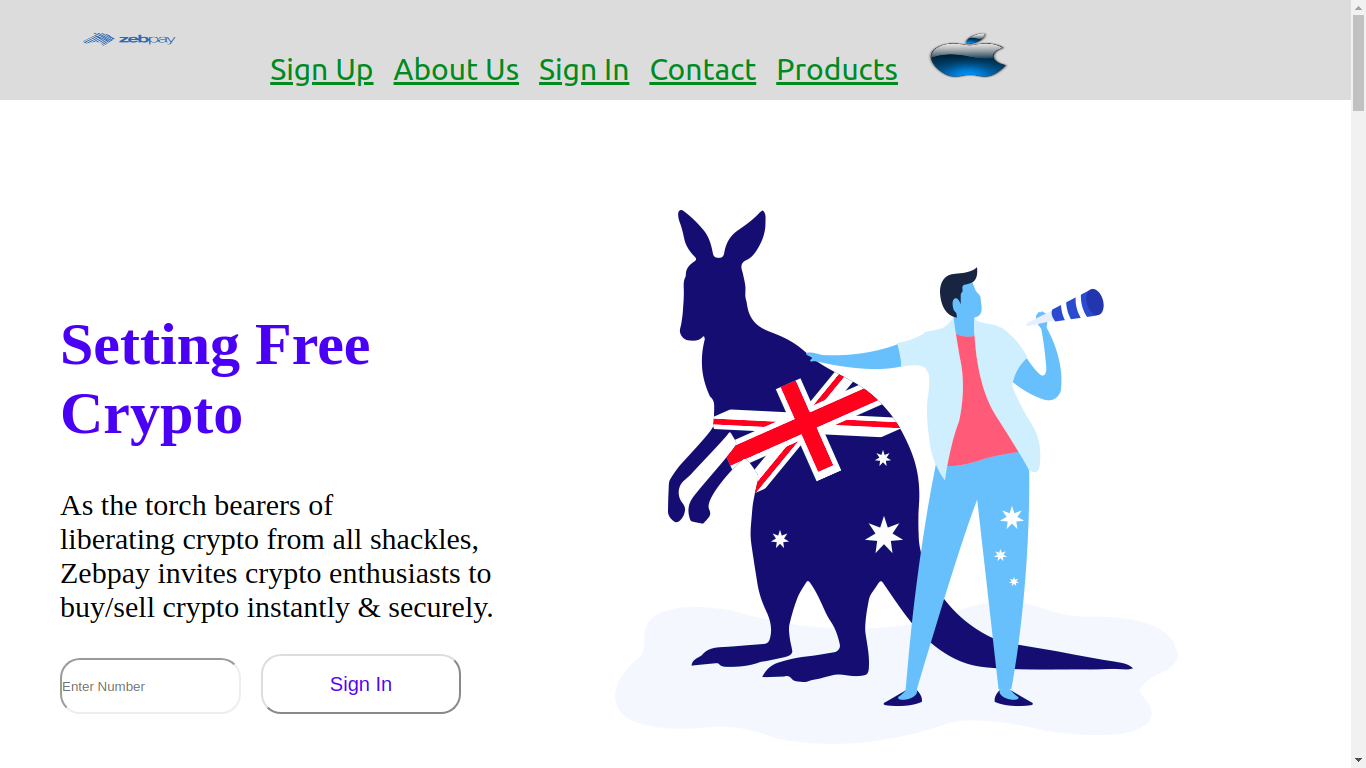 zebpay
Sign Up About Us Sign In Contact Products
Setting Free
Crypto
As the torch bearers of
liberating crypto from all shackles,
Zebpay invites crypto enthusiasts to
buy/sell crypto instantly & securely.
Enter Number
Sign In